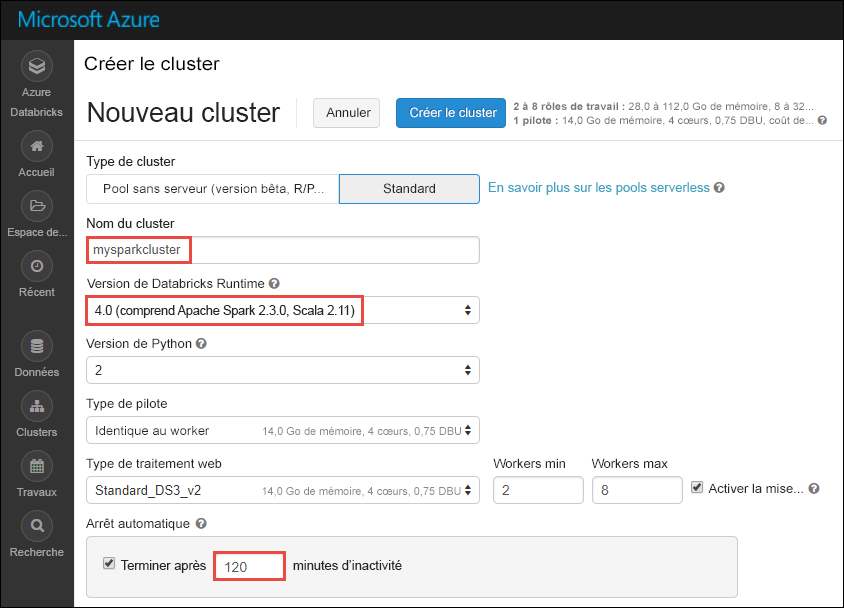 Microsoft Azure
Azure
Databricks
Accueil
Espace de...
Récent
Données
Clusters
Travaux
Recherche
Créer le cluster
Nouveau cluster
Annuler
Créer le cluster
2 à 8 rôles de travail : 28,0 à 112,0 Go de mémoire, 8 à 32...
1 pilote : 14,0 Go de mémoire, 4 cœurs, 0,75 DBU, coût de... ?
Type de cluster
Pool sans serveur (version bêta, R/P... Standard En savoir plus sur les pools serverless ?
Nom du cluster
mysparkcluster
Version de Databricks Runtime ?
4.0 (comprend Apache Spark 2.3.0, Scala 2.11)
Version de Python ?
2
Type de pilote
Identique au worker 14,0 Go de mémoire, 4 cœurs, 0,75 DBU
Type de traitement web Workers min Workers max
Standard_DS3_v2 14,0 Go de mémoire, 4 cœurs, 0,75 DBU 2 8 Activer la mise... ?
Arrêt automatique ?
Terminer après 120 minutes d'inactivité